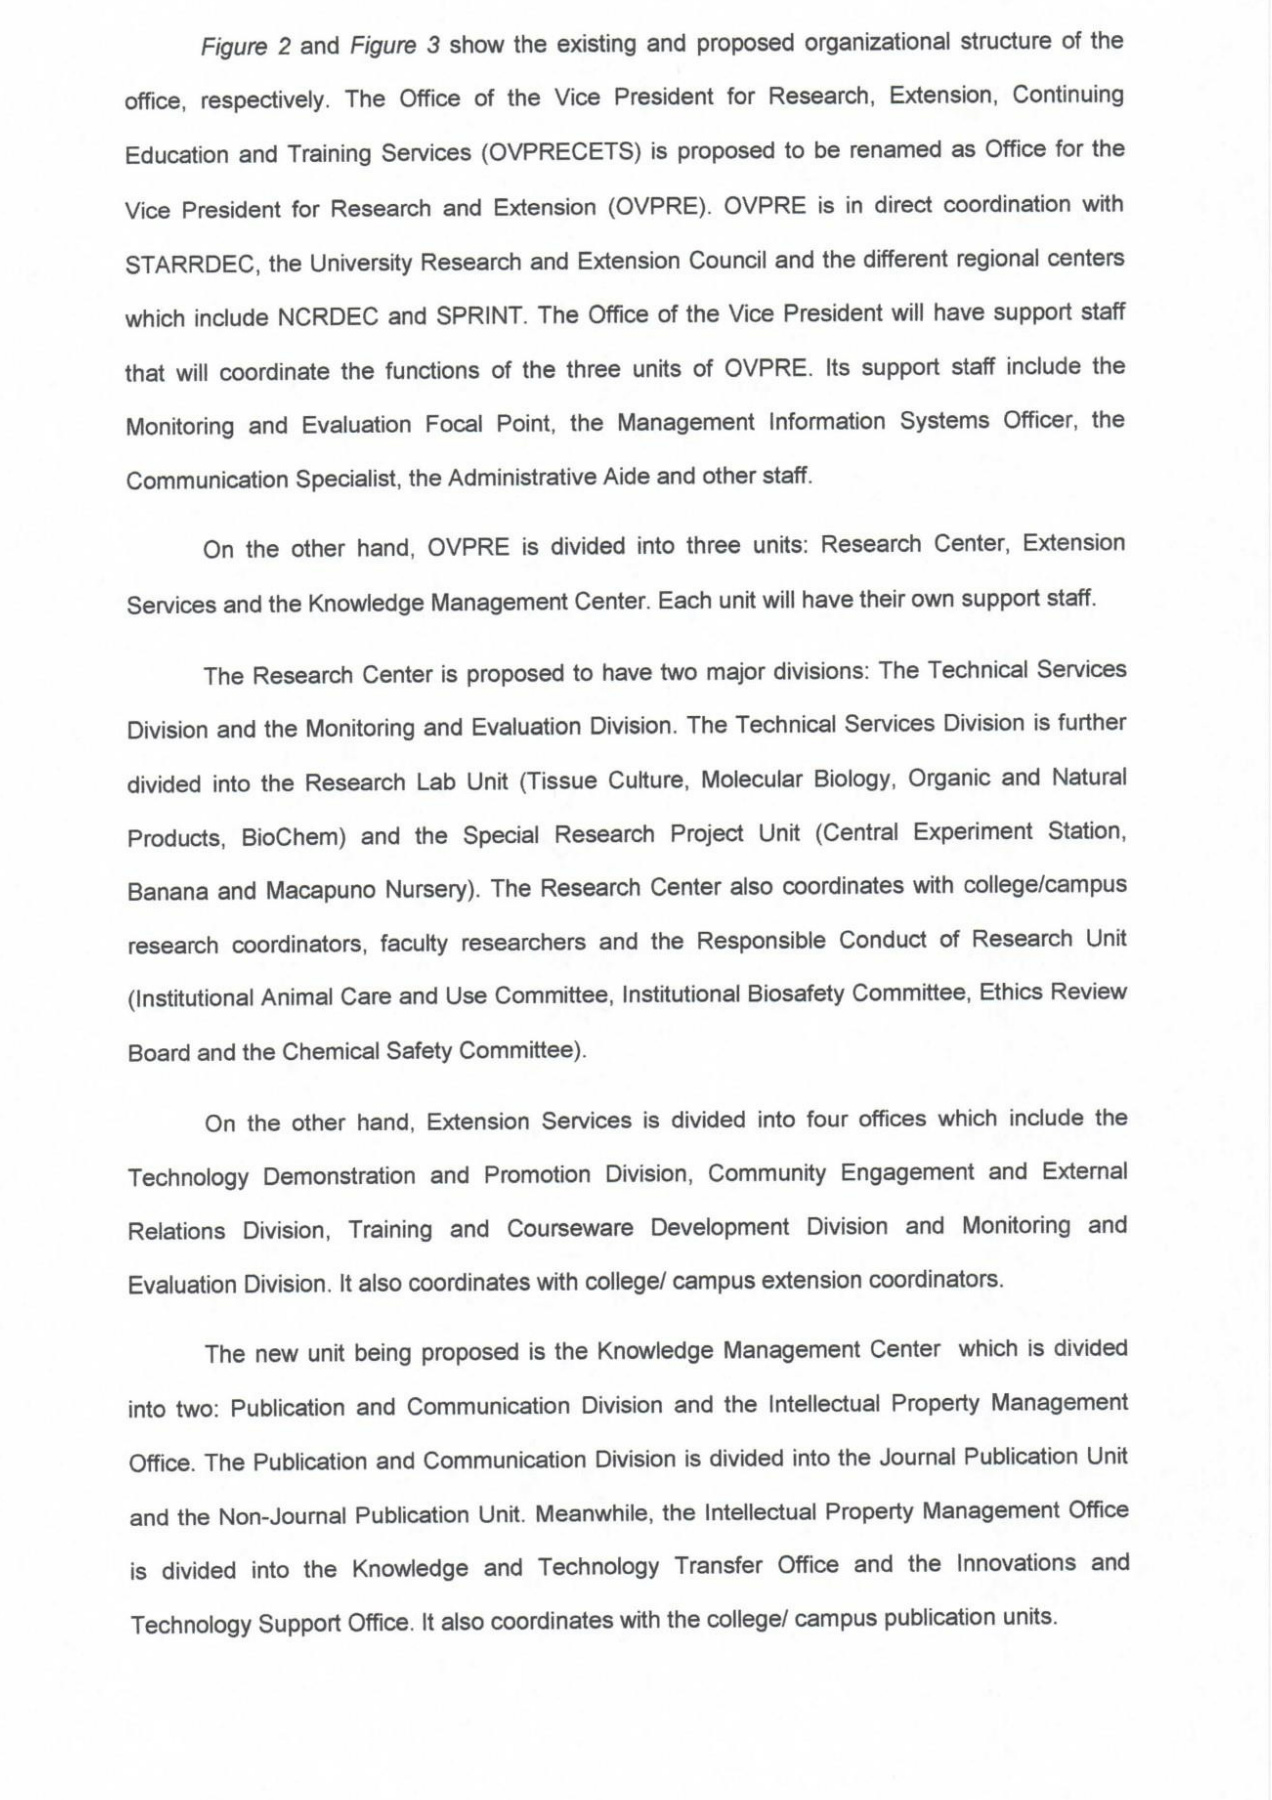 Figure 2 and Figure 3 show the existing and proposed organizational structure of the
office, respectively. The Office of the Vice President for Research, Extension, Continuing
Education and Training Services (OVPRECETS) is proposed to be renamed as Office for the
Vice President for Research and Extension (OVPRE). OVPRE is in direct coordination with
STARRDEC, the University Research and Extension Council and the different regional centers
which include NCRDEC and SPRINT. The Office of the Vice President will have support staff
that will coordinate the functions of the three units of OVPRE. Its support staff include the
Monitoring and Evaluation Focal Point, the Management Information Systems Officer, the
Communication Specialist, the Administrative Aide and other staff.
On the other hand, OVPRE is divided into three units: Research Center, Extension
Services and the Knowledge Management Center. Each unit will have their own support staff.
The Research Center is proposed to have two major divisions: The Technical Services
Division and the Monitoring and Evaluation Division. The Technical Services Division is further
divided into the Research Lab Unit (Tissue Culture, Molecular Biology, Organic and Natural
Products, BioChem) and the Special Research Project Unit (Central Experiment Station,
Banana and Macapuno Nursery). The Research Center also coordinates with college/campus
research coordinators, faculty researchers and the Responsible Conduct of Research Unit
(Institutional Animal Care and Use Committee, Institutional Biosafety Committee, Ethics Review
Board and the Chemical Safety Committee).
On the other hand, Extension Services is divided into four offices which include the
Technology Demonstration and Promotion Division, Community Engagement and External
Relations Division, Training and Courseware Development Division and Monitoring and
Evaluation Division. It also coordinates with college/ campus extension coordinators.
The new unit being proposed is the Knowledge Management Center which is divided
into two: Publication and Communication Division and the Intellectual Property Management
Office. The Publication and Communication Division is divided into the Journal Publication Unit
and the Non-Journal Publication Unit. Meanwhile, the Intellectual Property Management Office
is divided into the Knowledge and Technology Transfer Office and the Innovations and
Technology Support Office. It also coordinates with the college/ campus publication units.